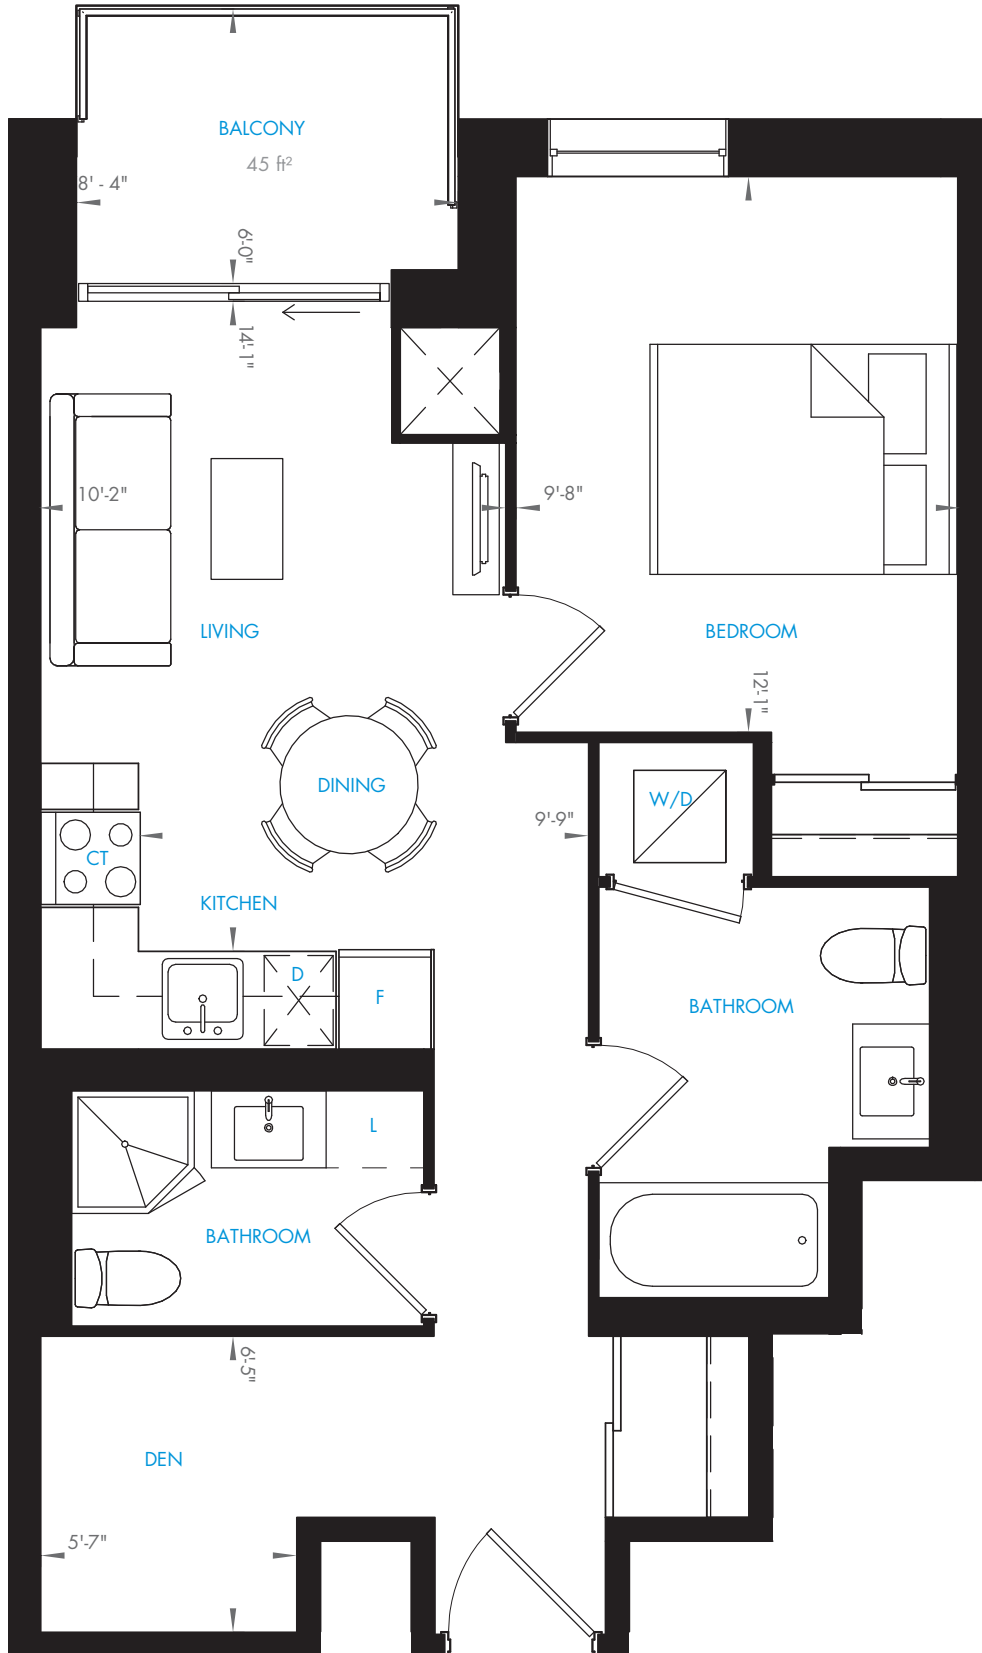 BALCONY
45 ft²
8' - 4"
6'-0"
14'-1"
10'-2"
9'-8"
LIVING
BEDROOM
12'-1"
DINING
W/D
9'-9"
CT
KITCHEN
D
F
BATHROOM
L
BATHROOM
6'-5"
DEN
5'-7"